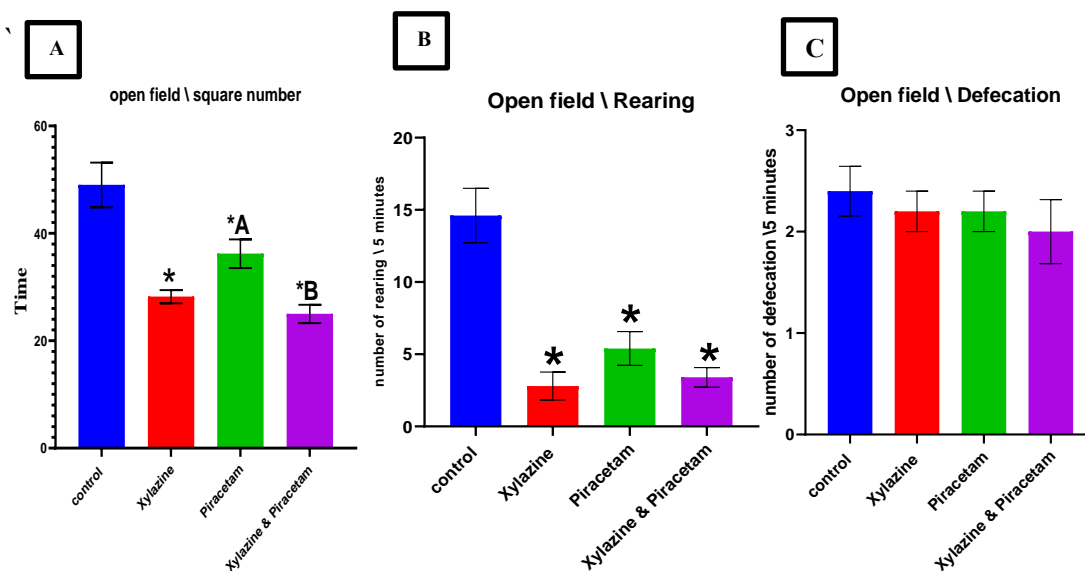 `
A
open field \ square number
Time
60
40
20
0
*
*A
*B
control
Xylazine
Piracetam
Xylazine & Piracetam
B
Open field \ Rearing
number of rearing \ 5 minutes
20
15
10
5
0
*
*
*
control
Xylazine
Piracetam
Xylazine & Piracetam
C
Open field \ Defecation
number of defecation \5 minutes
3
2
1
0
control
Xylazine
Piracetam
Xylazine & Piracetam